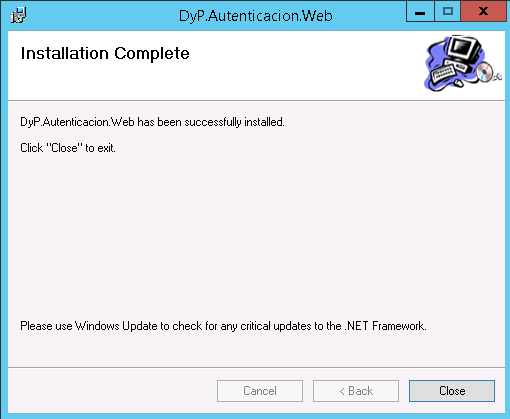 DyP.Autenticacion.Web
Installation Complete
DyP.Autenticacion.Web has been successfully installed.
Click "Close" to exit.
Please use Windows Update to check for any critical updates to the .NET Framework.
Cancel
< Back
Close